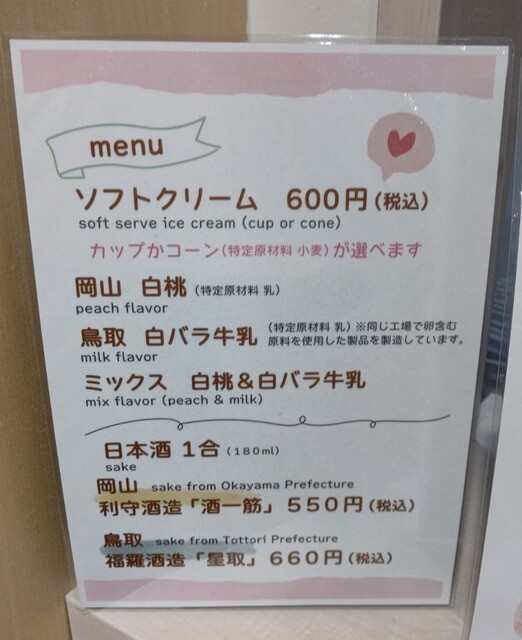 menu
ソフトクリーム 600円(税込)
soft serve ice cream (cup or cone)
カップかコーン(特定原材料 小麦)が選べます
岡山 白桃(特定原材料 乳)
peach flavor
鳥取 白バラ牛乳(特定原材料 乳)※同じ工場で卵含む
原料を使用した製品を製造しています。
milk flavor
ミックス 白桃&白バラ牛乳
mix flavor (peach & milk)
日本酒 1合(180ml)
sake
岡山 sake from Okayama Prefecture
利守酒造「酒一筋」550円(税込)
鳥取 sake from Tottori Prefecture
福羅酒造「星取」660円(税込)